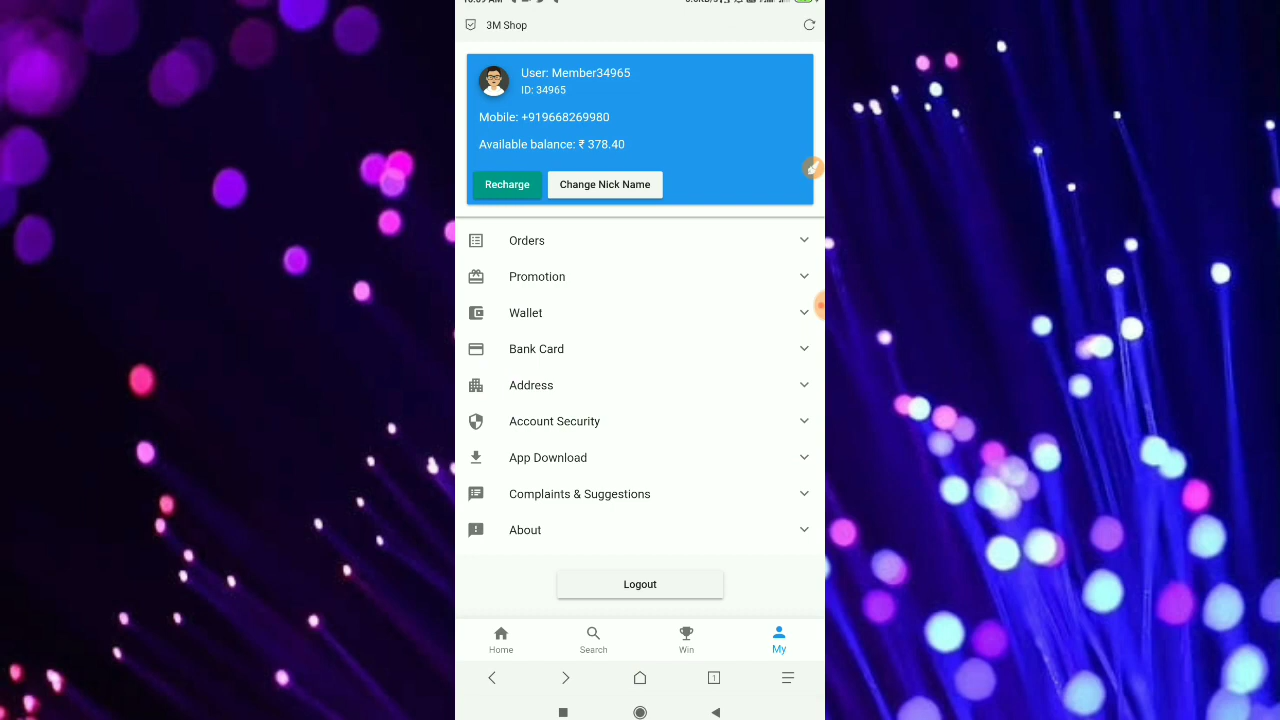 3M Shop
User: Member34965
ID: 34965
Mobile: +919668269980
Available balance: ₹ 378.40
Recharge
Change Nick Name
Orders
Promotion
Wallet
Bank Card
Address
Account Security
App Download
Complaints & Suggestions
About
Logout
Home
Search
Win
My
1